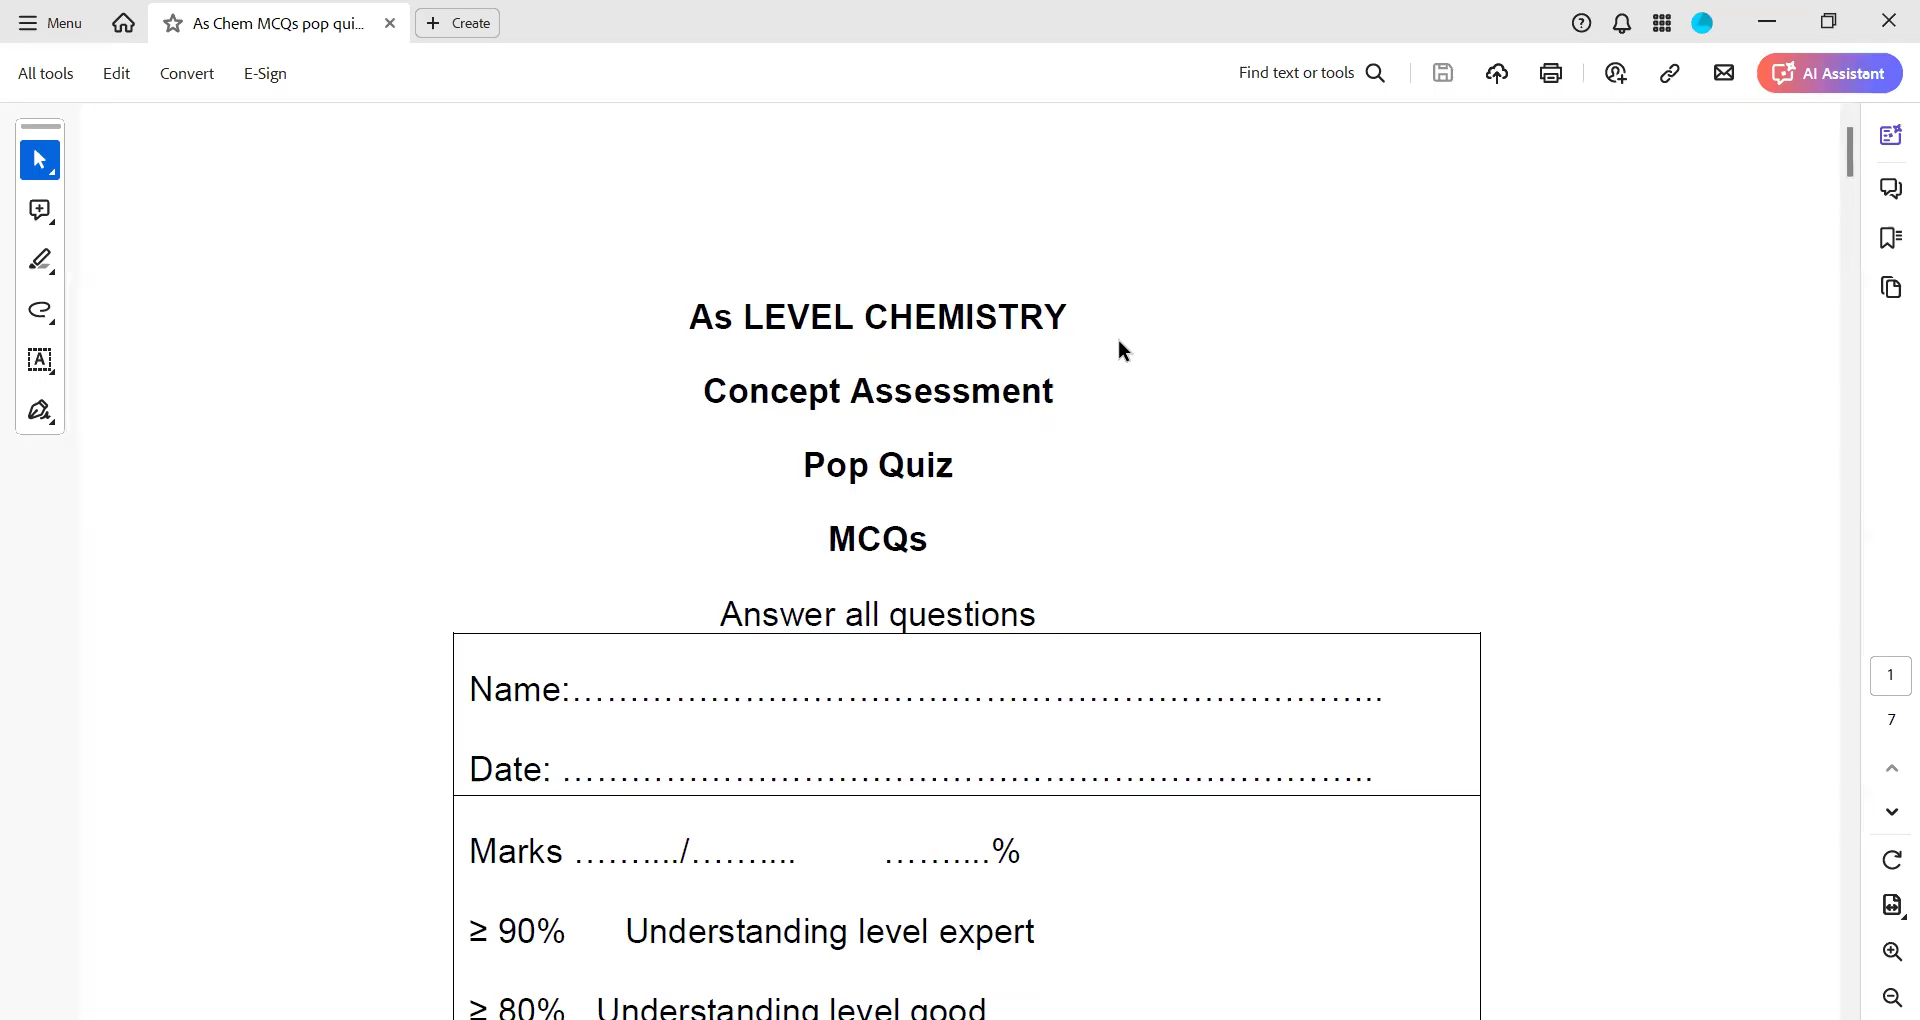 Menu
As Chem MCQs pop qui...
Create
All tools
Edit
Convert
E-Sign
Find text or tools
AI Assistant
As LEVEL CHEMISTRY
Concept Assessment
Pop Quiz
MCQs
Answer all questions
Name:……………………………………………………………….
Date: ……………………………………………………………….
Marks ………./………. ………..%
≥ 90% Understanding level expert
≥ 80% Understanding level good
1
7